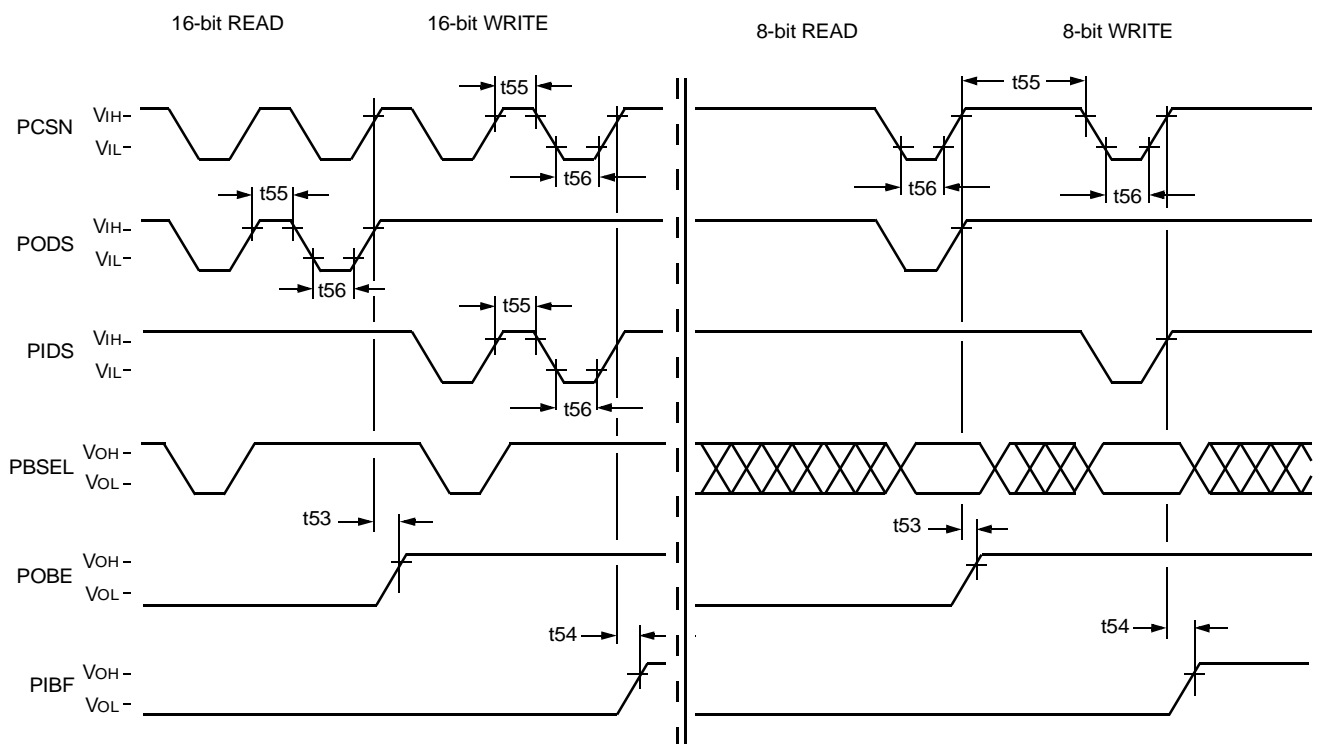 16-bit READ 16-bit WRITE 8-bit READ 8-bit WRITE
t55 t55
PCSN VIH–
VIL–
t56 t56 t56
t55
PODS VIH–
VIL–
t56
t55
PIDS VIH–
VIL–
t56
PBSEL VOH–
VOL–
t53 t53
POBE VOH–
VOL–
t54 t54
PIBF VOH–
VOL–